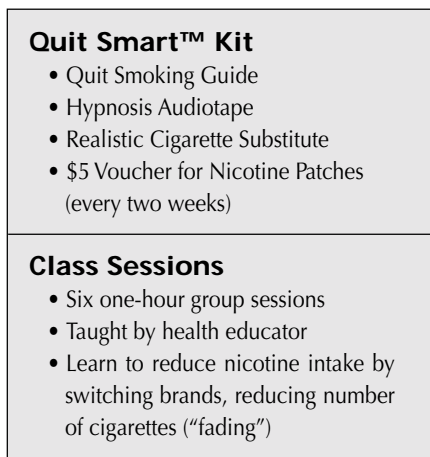 Quit Smart™ Kit
• Quit Smoking Guide
• Hypnosis Audiotape
• Realistic Cigarette Substitute
• $5 Voucher for Nicotine Patches
(every two weeks)
Class Sessions
• Six one-hour group sessions
• Taught by health educator
• Learn to reduce nicotine intake by
switching brands, reducing number
of cigarettes (“fading”)